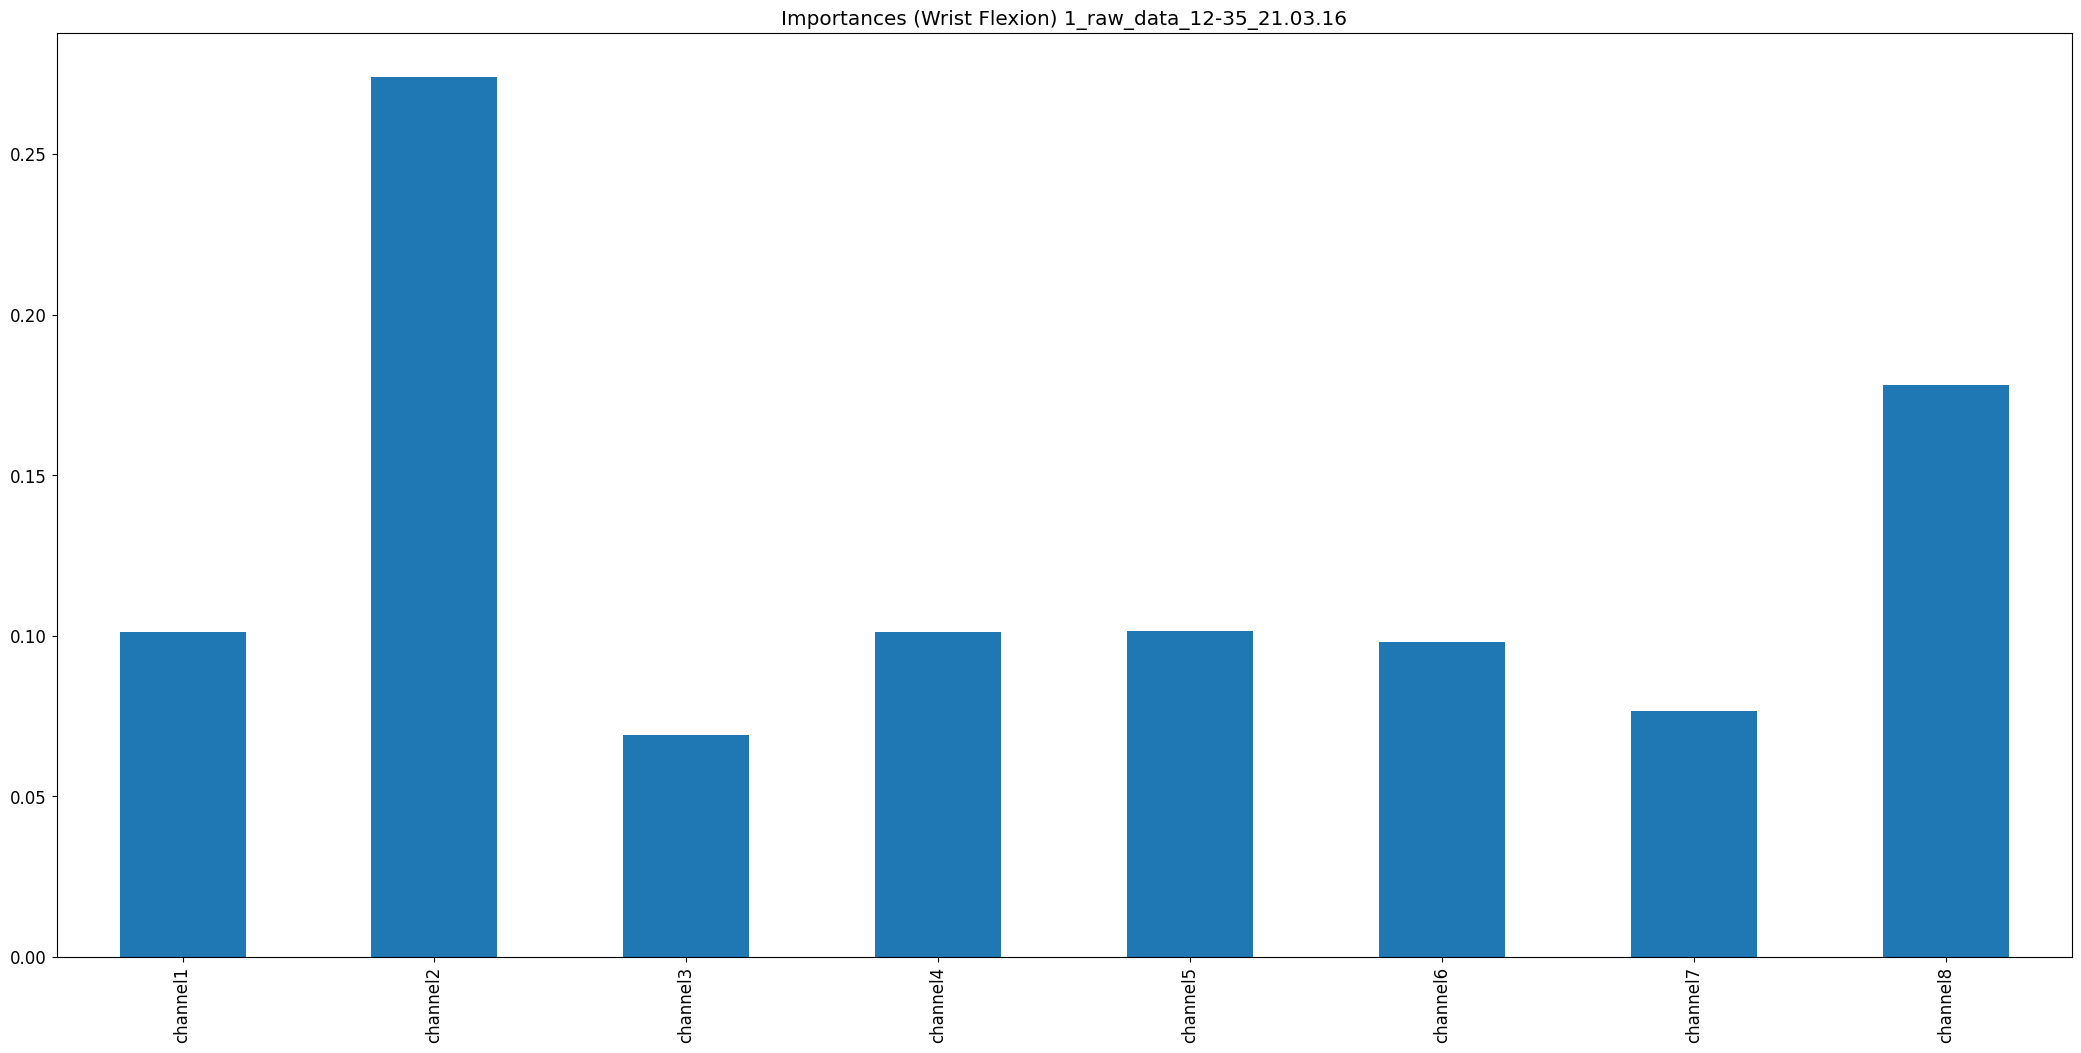 Importances (Wrist Flexion) 1_raw_data_12-35_21.03.16
0.25
0.20
0.15
0.10
0.05
0.00
channel1
channel2
channel3
channel4
channel5
channel6
channel7
channel8